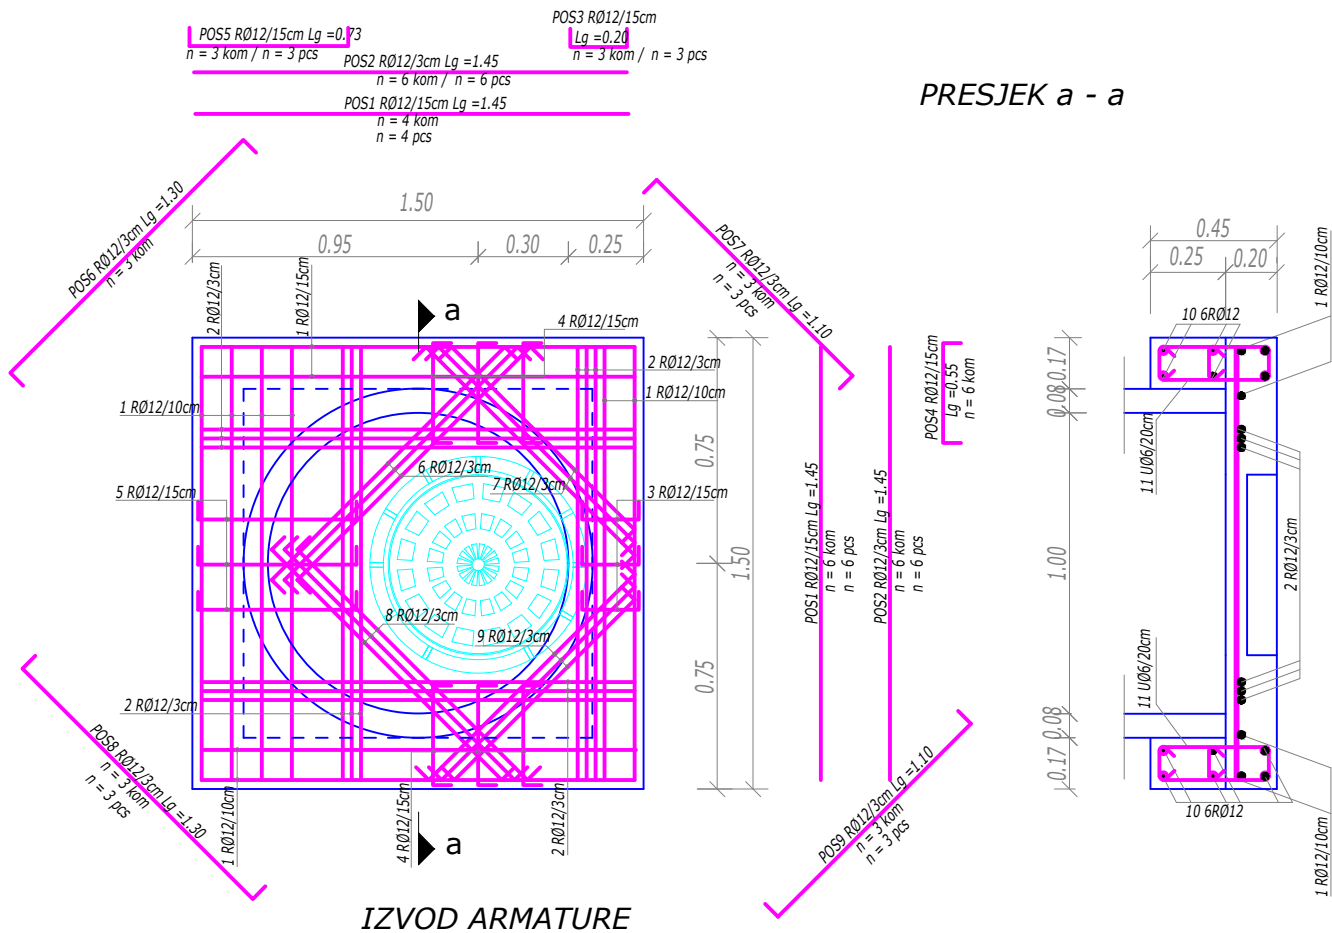 POS5 RØ12/15cm Lg =0.73
n = 3 kom / n = 3 pcs
POS3 RØ12/15cm
Lg =0.20
n = 3 kom / n = 3 pcs
POS2 RØ12/3cm Lg =1.45
n = 6 kom / n = 6 pcs
POS1 RØ12/15cm Lg =1.45
n = 4 kom
n = 4 pcs
PRESJEK a - a
POS6 RØ12/3cm Lg =1.30
n = 3 kom
POS7 RØ12/3cm Lg =1.10
n = 3 kom
n = 3 pcs
1.50
0.95
0.30
0.25
2 RØ12/3cm
1 RØ12/15cm
a
4 RØ12/15cm
2 RØ12/3cm
1 RØ12/10cm
1 RØ12/10cm
6 RØ12/3cm
7 RØ12/3cm
5 RØ12/15cm
3 RØ12/15cm
8 RØ12/3cm
9 RØ12/3cm
2 RØ12/3cm
1 RØ12/10cm
4 RØ12/15cm
a
2 RØ12/3cm
0.75
0.75
1.50
POS1 RØ12/15cm Lg =1.45
n = 6 kom
n = 6 pcs
POS2 RØ12/3cm Lg =1.45
n = 6 kom
n = 6 pcs
POS4 RØ12/15cm
Lg =0.55
n = 6 kom
POS8 RØ12/3cm Lg =1.30
n = 3 kom
n = 3 pcs
POS9 RØ12/3cm Lg =1.10
n = 3 kom
n = 3 pcs
0.45
0.25
0.20
1 RØ12/10cm
10 6RØ12
0.17
0.08
1.00
0.08
0.17
11 UØ6/20cm
2 RØ12/3cm
11 UØ6/20cm
10 6RØ12
1 RØ12/10cm
IZVOD ARMATURE